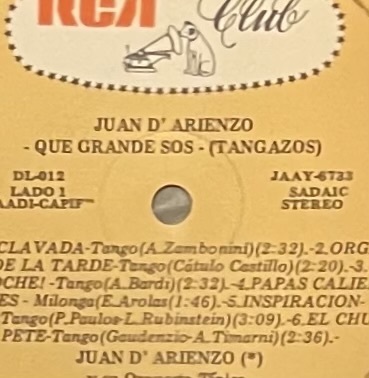 RCA Club
JUAN D' ARIENZO
- QUE GRANDE SOS - (TANGAZOS)
DL-012 JAAY-6733
LADO 1 SADAIC
AADI-CAPIF STEREO
CLAVADA-Tango(A.Zambonini)(2:32).-2.ORG
DE LA TARDE-Tango(Cátulo Castillo)(2:20).-3.
OCHE! -Tango(A.Bardi)(2:32).-4.PAPAS CALIE
ES - Milonga(E.Arolas(1:46).-5.INSPIRACION-
Tango(P.Paulos-L.Rubinstein)(3:09).-6.EL CHU
PETE-Tango(Gaudenzio-A.Timarni)(2:36).-
JUAN D' ARIENZO (*)